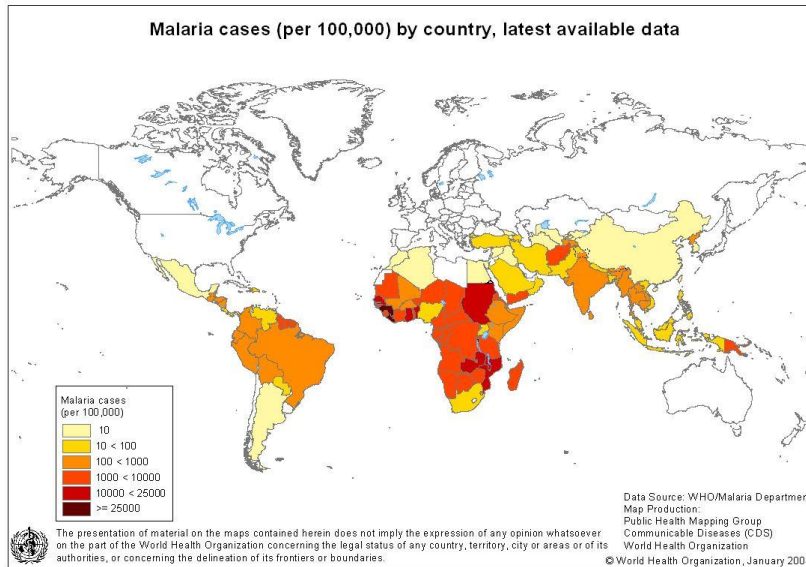 Malaria cases (per 100,000) by country, latest available data
Malaria cases
(per 100,000)
10
10 < 100
100 < 1000
1000 < 10000
10000 < 25000
>= 25000
The presentation of material on the maps contained herein does not imply the expression of any opinion whatsoever
on the part of the World Health Organization concerning the legal status of any country, territory, city or areas or of its
authorities, or concerning the delineation of its frontiers or boundaries.
Data Source: WHO/Malaria Departmen
Map Production:
Public Health Mapping Group
Communicable Diseases (CDS)
World Health Organization
© World Health Organization, January 200